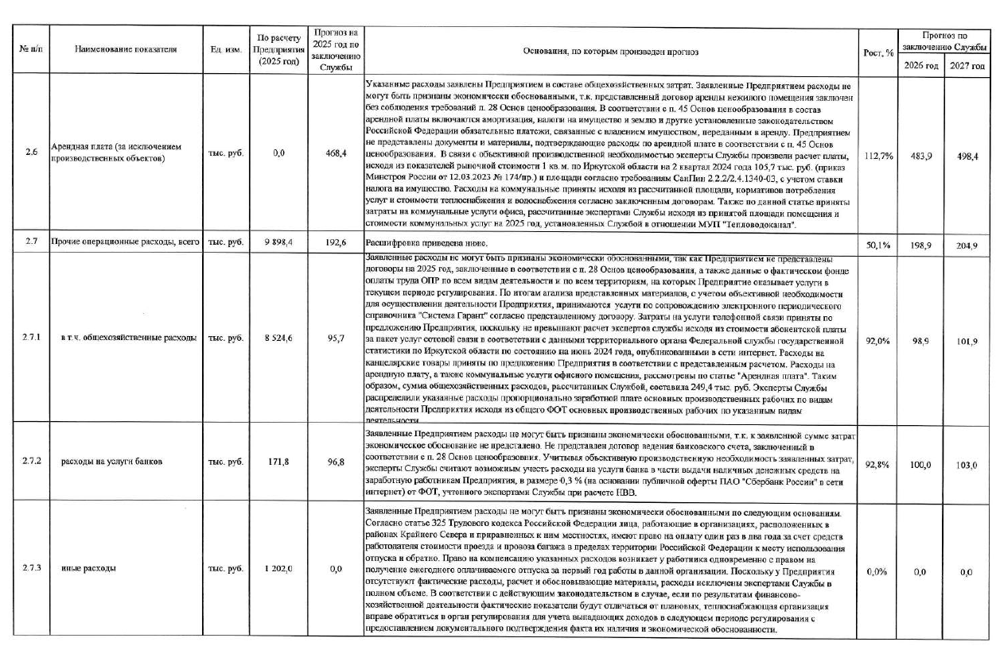 № п/п
Наименование показателя
Ед. изм.
По расчету
Предприятия
(2025 год)
Прогноз на
2025 год по
заключению
Службы
Основания, по которым произведен прогноз
Рост, %
Прогноз по
заключению Службы
2026 год
2027 год
2.6
Арендная плата (за исключением
производственных объектов)
тыс. руб.
0,0
468,4
Указанные расходы заявлены Предприятием в составе общехозяйственных затрат. Заявленные Предприятием расходы не
могут быть признаны экономически обоснованными, т.к. представленный договор аренды нежилого помещения заключен
без соблюдения требований п. 28 Основ ценообразования. В соответствии с п. 45 Основ ценообразования в состав
арендной платы включаются амортизация, налоги на имущество и землю и другие установленные законодательством
Российской Федерации обязательные платежи, связанные с владением имуществом, переданным в аренду. Предприятием
не представлены документы и материалы, подтверждающие расходы по арендной плате в соответствии с п. 45 Основ
ценообразования. В связи с объективной производственной необходимостью эксперты Службы произвели расчет платы,
исходя из показателей рыночной стоимости 1 кв.м. по Иркутской области на 2 квартал 2024 года 105,7 тыс. руб. (приказ
Минстроя России от 12.03.2023 № 174/пр.) и площади согласно требованиям СанПин 2.2.2/2.4.1340-03, с учетом ставки
налога на имущество. Расходы на коммунальные приняты исходя из рассчитанной площади, кормативов потребления
услуг и стоимости теплоснабжения и водоснабжения согласно заключенным договорам. Также по данной статье приняты
затраты на коммунальные услуги офиса, рассчитанные экспертами Службы исходя из принятой площади помещения и
стоимости коммунальных услуг на 2025 год, установленных Службой в отношении МУП "Тепловодоканал".
112,7%
483,9
498,4
2.7
Прочие операционные расходы, всего
тыс. руб.
9 898,4
192,6
Расшифровка приведена ниже.
50,1%
198,9
204,9
2.7.1
в т.ч. общехозяйственные расходы
тыс. руб.
8 524,6
95,7
Заявленные расходы не могут быть признаны экономически обоснованными, так как Предприятием не представлены
договоры на 2025 год, заключенные в соответствии с п. 28 Основ ценообразования, а также данные о фактическом фонде
оплаты труда ОПР по всем видам деятельности и по всем территориям, на которых Предприятие оказывает услуги в
текущем периоде регулирования. По итогам агализа представленных материалов, с учетом объективной необходимости
для осуществлении деятельности Предприятия, принимаются услуги по сопровождению электронного периодического
справочника "Система Гарант" согласно представленному договору. Затраты на услуги телефонной связи приняты по
предложению Предприятия, поскольку не превышают расчет экспертов службы исходя из стоимости абонентской платы
за пакет услуг сотовой связи в соответствии с данными территориального органа Федеральной службы государственной
статистики по Иркутской области по состоянию на июнь 2024 года, опубликованными в сети интернет. Расходы на
канцелярские товары приняты по предложению Предприятия в соответствии с представленным расчетом. Расходы на
арендную плату, а также коммунальные услуги офисного помещения, рассмотрены по статье "Арендная плата". Таким
образом, сумма общехозяйственных расходов, рассчитанных Службой, составила 249,4 тыс. руб. Эксперты Службы
распределили указанные расходы пропорционально заработной плате основных производственных рабочих по видам
деятельности Предприятия исходя из общего ФОТ основных производственных рабочих по указанным видам
деятельности.
92,0%
98,9
101,9
2.7.2
расходы на услуги банков
тыс. руб.
171,8
96,8
Заявленные Предприятием расходы не могут быть признаны экономически обоснованными, т.к. к заявленной сумме затрат
экономическое обоснование не предсталено. Не представлен договор ведения банковского счета, заключенный в
соответствии с п. 28 Основ ценообразовния. Учитывая объективную производственную необходимость заявленных затрат,
эксперты Службы считают возможным учесть расходы на услуги банка в части выдачи наличных денежных средств на
заработную работникам Предприятия, в размере 0,3 % (на основании публичной оферты ПАО "Сбербанк России" в сети
интернет) от ФОТ, учтенного экспертами Службы при расчете НВВ.
92,8%
100,0
103,0
2.7.3
иные расходы
тыс. руб.
1 202,0
0,0
Заявленные Предприятием расходы не могут быть признаны экономически обоснованными по следующим основаниям.
Согласно статье 325 Трудового кодекса Российской Федерации лица, работающие в организациях, расположенных в
районах Крайнего Севера и приравненных к ним местностях, имеют право на оплату один раз в два года за счет средств
работодателя стоимости проезда и провоза багажа в пределах территории Российской Федерации к месту использования
отпуска и обратно. Право на компенсацию указанных расходов возникает у работника одновременно с правом на
получение ежегодного оплачиваемого отпуска за первый год работы в данной организации. Поскольку у Предприятия
отсутствуют фактические расходы, расчет и обосновывающие материалы, расходы исключены экспертами Службы в
полном объеме. В соответствии с действующим законодательством в случае, если по результатам финансово-
хозяйственной деятельности фактические показатели будут отличаться от плановых, теплоснабжающая организация
вправе обратиться в орган регулирования для учета выпадающих доходов в следующем периоде регулирования с
предоставлением документального подтверждения факта их наличия и экономической обоснованности.
0,0%
0,0
0,0